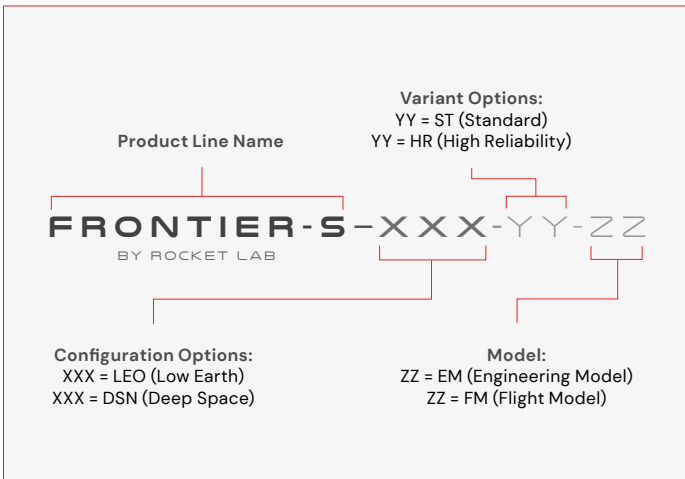 Variant Options:
YY = ST (Standard)
YY = HR (High Reliability)
Product Line Name
FRONTIER-S-XXX-YY-ZZ
BY ROCKET LAB
Configuration Options:
XXX = LEO (Low Earth)
XXX = DSN (Deep Space)
Model:
ZZ = EM (Engineering Model)
ZZ = FM (Flight Model)